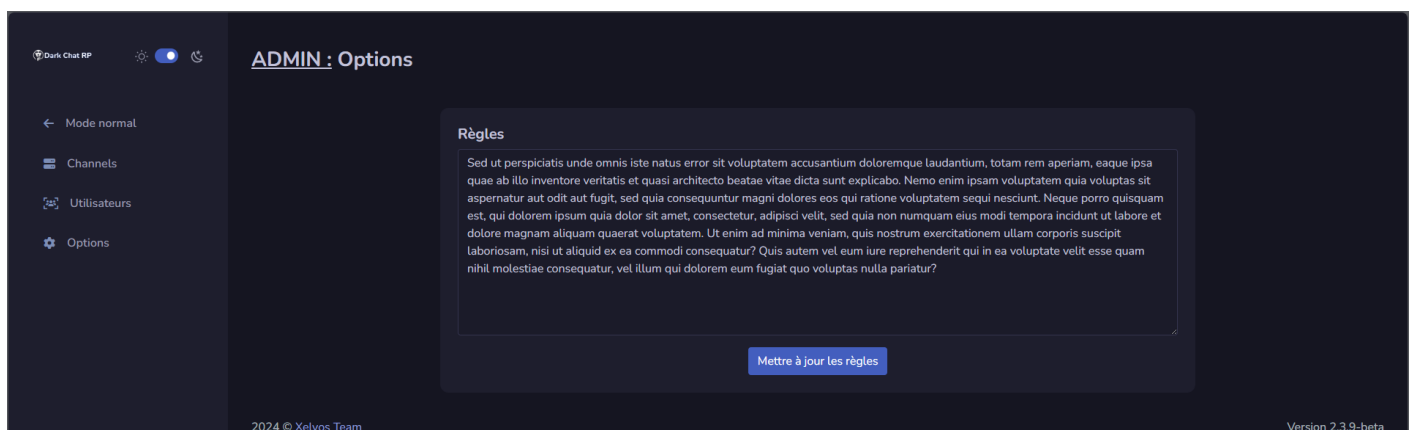 Dark Chat RP
ADMIN : Options
Mode normal
Channels
Utilisateurs
Options
Règles
Sed ut perspiciatis unde omnis iste natus error sit voluptatem accusantium doloremque laudantium, totam rem aperiam, eaque ipsa
quae ab illo inventore veritatis et quasi architecto beatae vitae dicta sunt explicabo. Nemo enim ipsam voluptatem quia voluptas sit
aspernatur aut odit aut fugit, sed quia consequuntur magni dolores eos qui ratione voluptatem sequi nesciunt. Neque porro quisquam
est, qui dolorem ipsum quia dolor sit amet, consectetur, adipisci velit, sed quia non numquam eius modi tempora incidunt ut labore et
dolore magnam aliquam quaerat voluptatem. Ut enim ad minima veniam, quis nostrum exercitationem ullam corporis suscipit
laboriosam, nisi ut aliquid ex ea commodi consequatur? Quis autem vel eum iure reprehenderit qui in ea voluptate velit esse quam
nihil molestiae consequatur, vel illum qui dolorem eum fugiat quo voluptas nulla pariatur?
Mettre à jour les règles
2024 © Xelyos Team
Version 2.3.9-beta